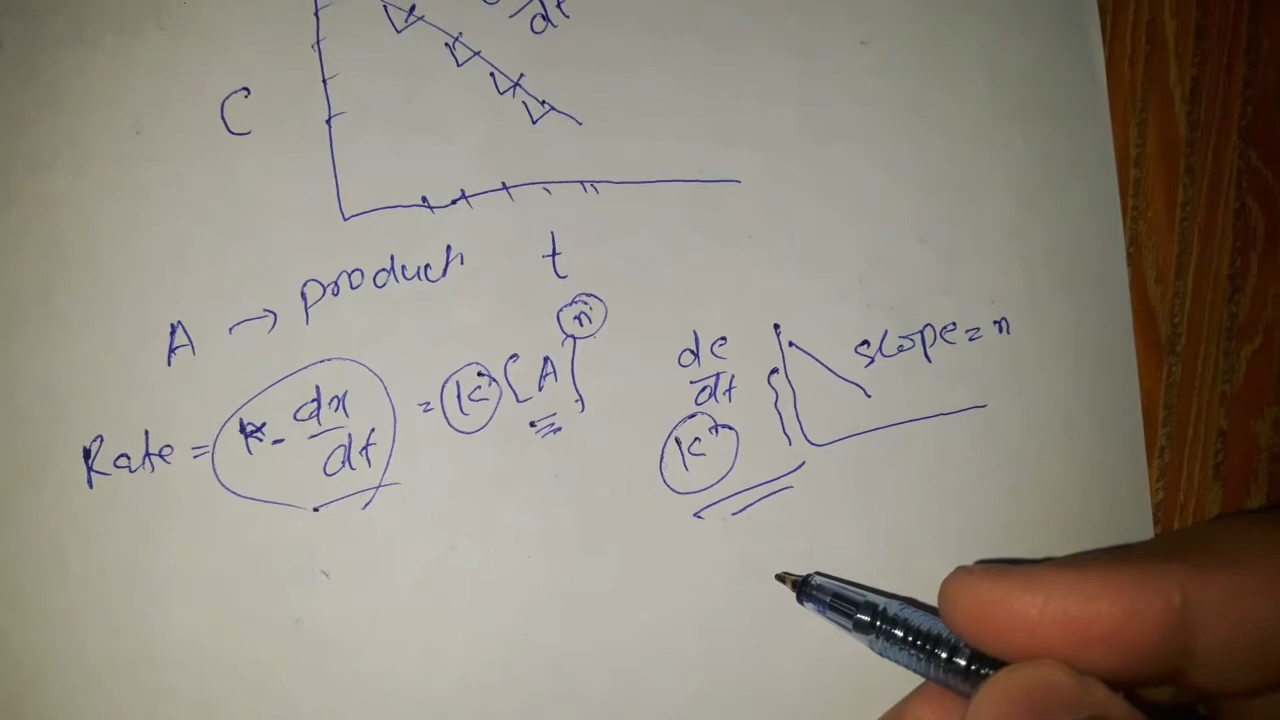 dt
C
t
A → product
Rate = - dx/dt = K [A]ⁿ
dc/dt
slope = n
K